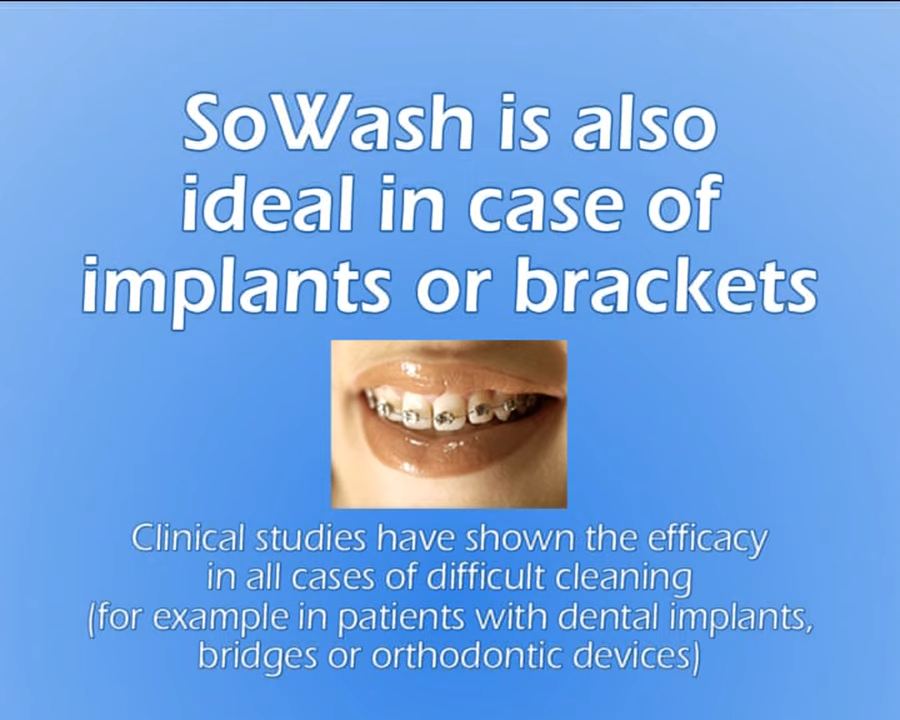 SoWash is also
ideal in case of
implants or brackets
Clinical studies have shown the efficacy
in all cases of difficult cleaning
(for example in patients with dental implants,
bridges or orthodontic devices)